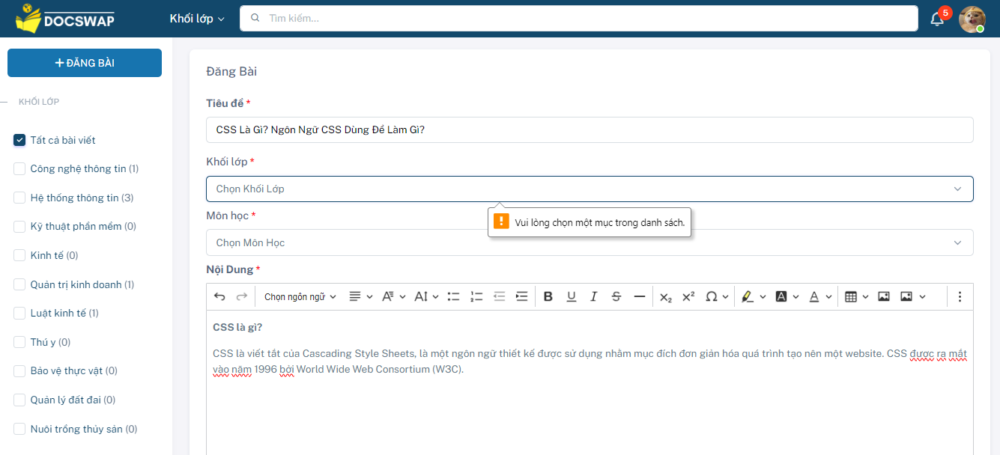 DOCSWAP
Khối lớp
Tìm kiếm...
5
+ ĐĂNG BÀI
KHỐI LỚP
Tất cả bài viết
Công nghệ thông tin (1)
Hệ thống thông tin (3)
Kỹ thuật phần mềm (0)
Kinh tế (0)
Quản trị kinh doanh (1)
Luật kinh tế (1)
Thú y (0)
Bảo vệ thực vật (0)
Quản lý đất đai (0)
Nuôi trồng thủy sản (0)
Đăng Bài
Tiêu đề *
CSS Là Gì? Ngôn Ngữ CSS Dùng Để Làm Gì?
Khối lớp *
Chọn Khối Lớp
Vui lòng chọn một mục trong danh sách.
Môn học *
Chọn Môn Học
Nội Dung *
Chọn ngôn ngữ
CSS là gì?
CSS là viết tắt của Cascading Style Sheets, là một ngôn ngữ thiết kế được sử dụng nhằm mục đích đơn giản hóa quá trình tạo nên một website. CSS được ra mắt
vào năm 1996 bởi World Wide Web Consortium (W3C).